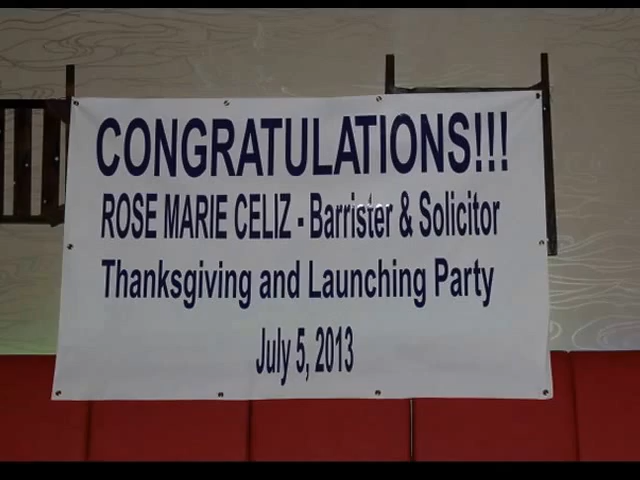 CONGRATULATIONS!!!
ROSE MARIE CELIZ - Barrister & Solicitor
Thanksgiving and Launching Party
July 5, 2013